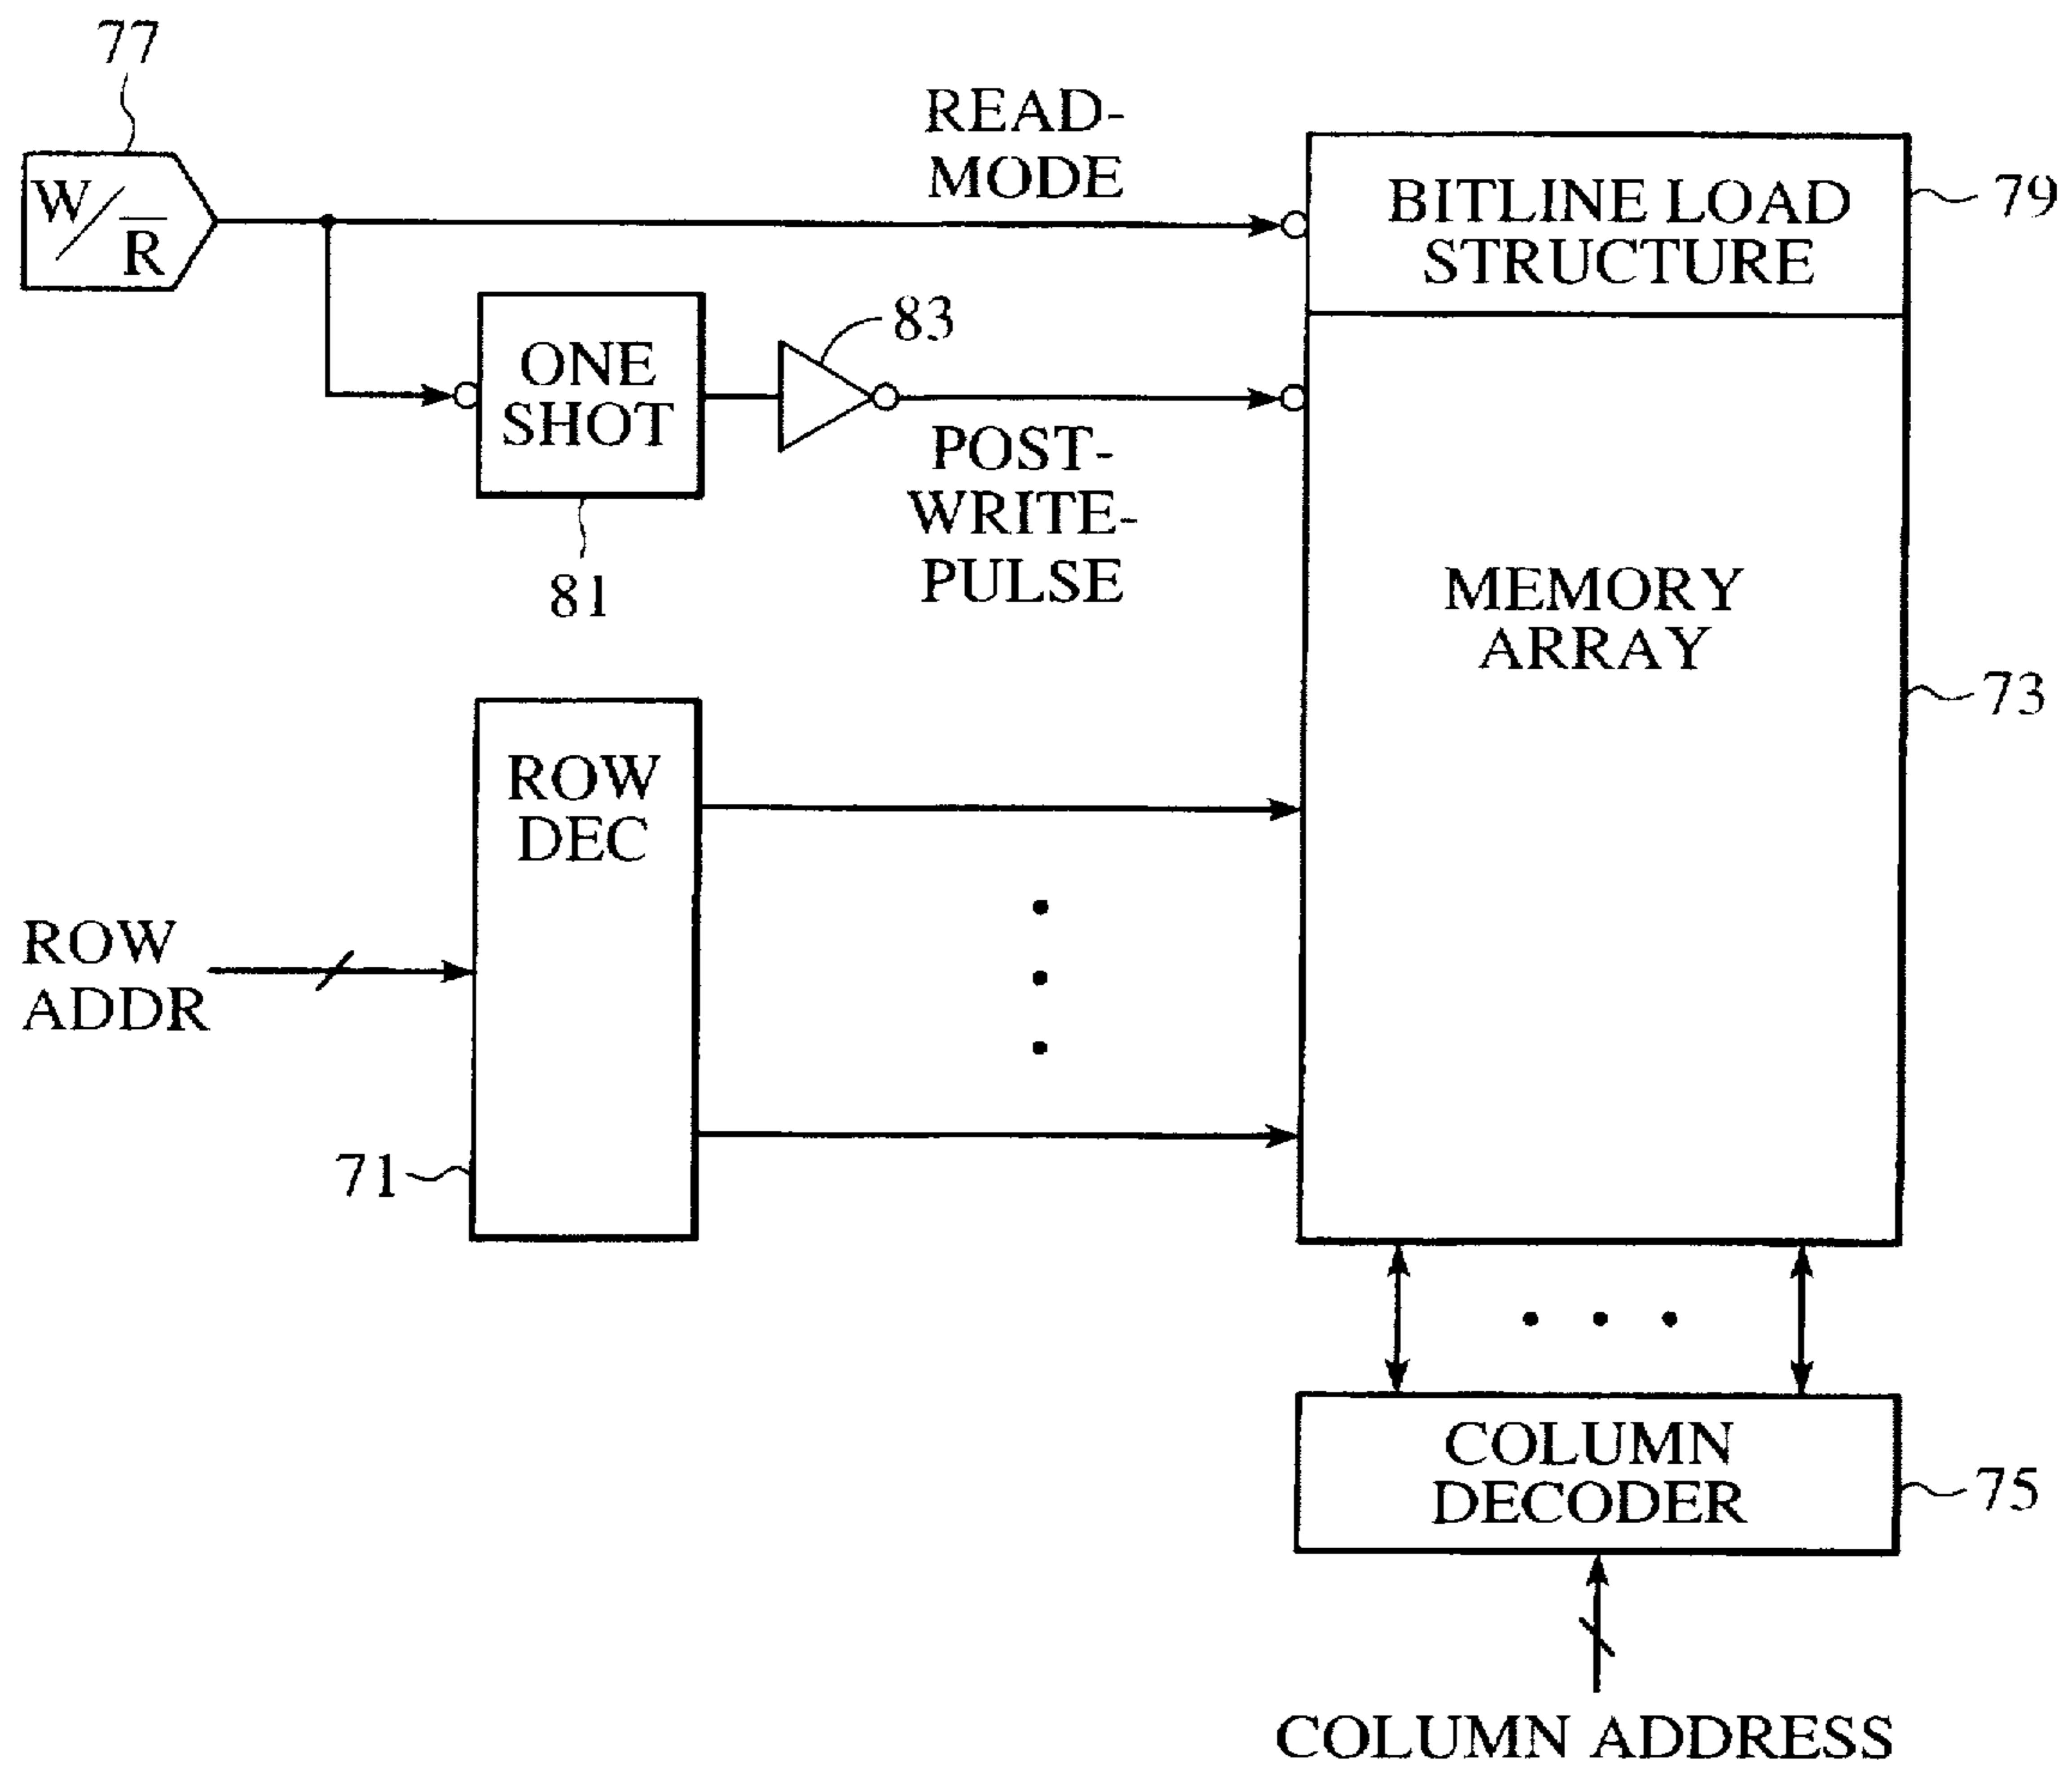 77
W/R̅
READ-
MODE
BITLINE LOAD
STRUCTURE
79
ONE
SHOT
83
81
POST-
WRITE-
PULSE
MEMORY
ARRAY
73
ROW
DEC
ROW
ADDR
71
COLUMN
DECODER
75
COLUMN ADDRESS